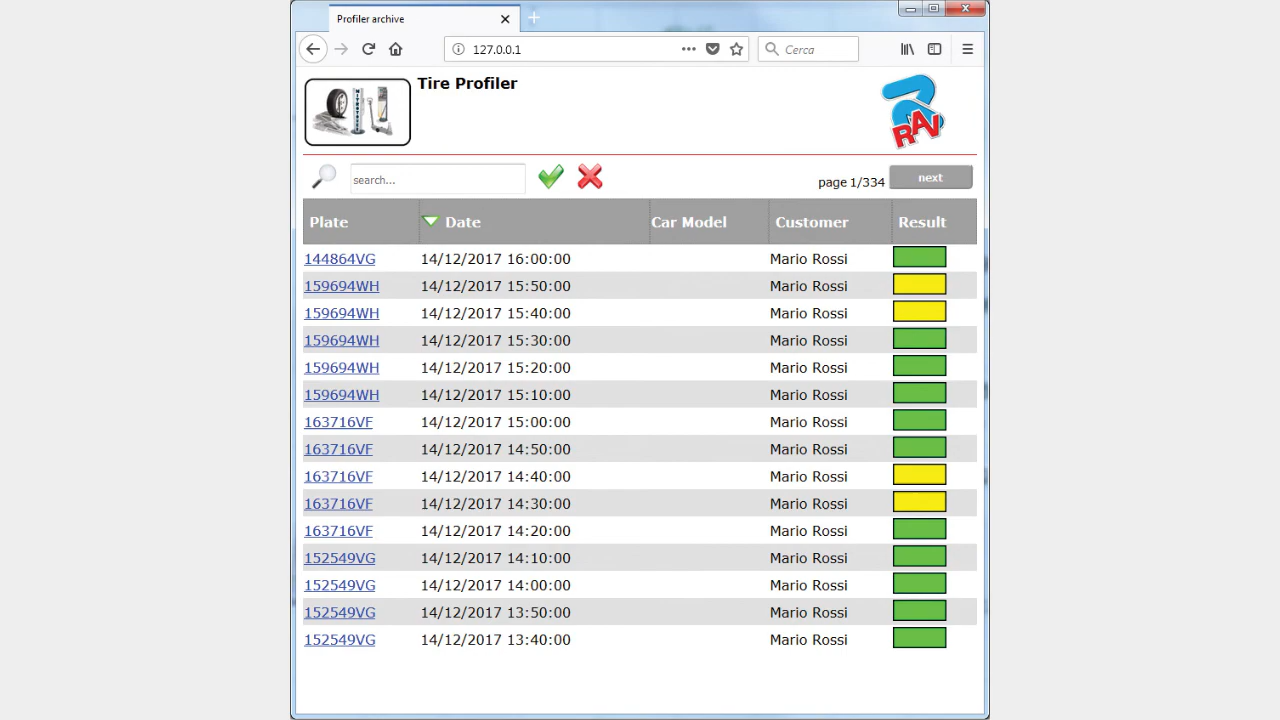 Profiler archive
127.0.0.1
Cerca
Tire Profiler
RAV
search...
page 1/334
next
Plate Date Car Model Customer Result
144864VG 14/12/2017 16:00:00 Mario Rossi
159694WH 14/12/2017 15:50:00 Mario Rossi
159694WH 14/12/2017 15:40:00 Mario Rossi
159694WH 14/12/2017 15:30:00 Mario Rossi
159694WH 14/12/2017 15:20:00 Mario Rossi
159694WH 14/12/2017 15:10:00 Mario Rossi
163716VF 14/12/2017 15:00:00 Mario Rossi
163716VF 14/12/2017 14:50:00 Mario Rossi
163716VF 14/12/2017 14:40:00 Mario Rossi
163716VF 14/12/2017 14:30:00 Mario Rossi
163716VF 14/12/2017 14:20:00 Mario Rossi
152549VG 14/12/2017 14:10:00 Mario Rossi
152549VG 14/12/2017 14:00:00 Mario Rossi
152549VG 14/12/2017 13:50:00 Mario Rossi
152549VG 14/12/2017 13:40:00 Mario Rossi